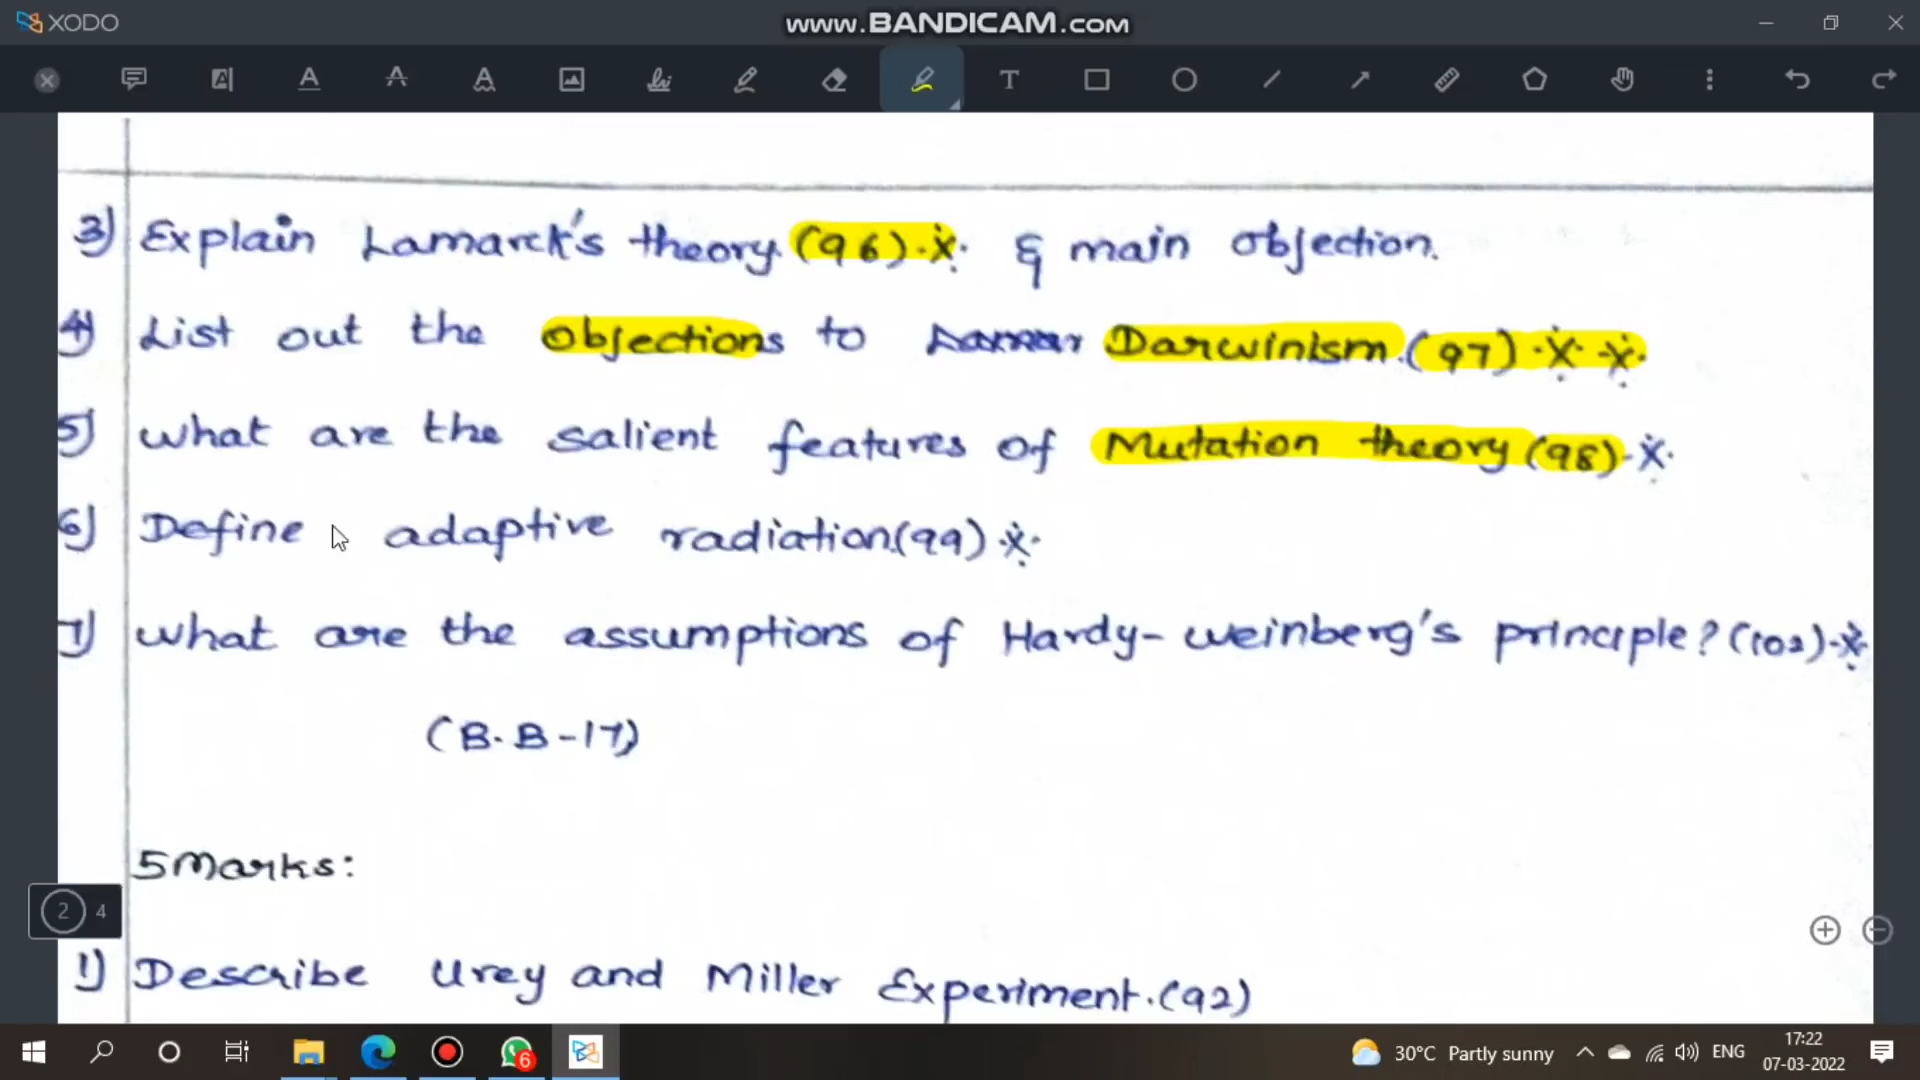 XODO
www.BANDICAM.com
3) Explain Lamarck's theory. (96) ※ & main objection.
4) List out the objections to Darwinism. (97) ※ ※
5) What are the salient features of Mutation theory (98) ※
6) Define adaptive radiation. (99) ※
7) What are the assumptions of Hardy-Weinberg's principle? (102) ※
(B.B-17)
5 Marks:
2 4
1) Describe Urey and Miller Experiment. (92)
6
30°C Partly sunny
ENG
17:22
07-03-2022